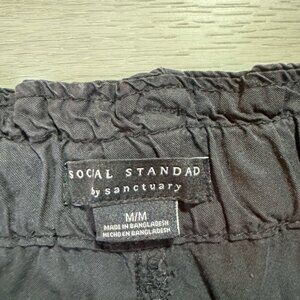 SOCIAL STANDAD
by sanctuary
M/M
MADE IN BANGLADESH
HECHO EN BANGLADESH